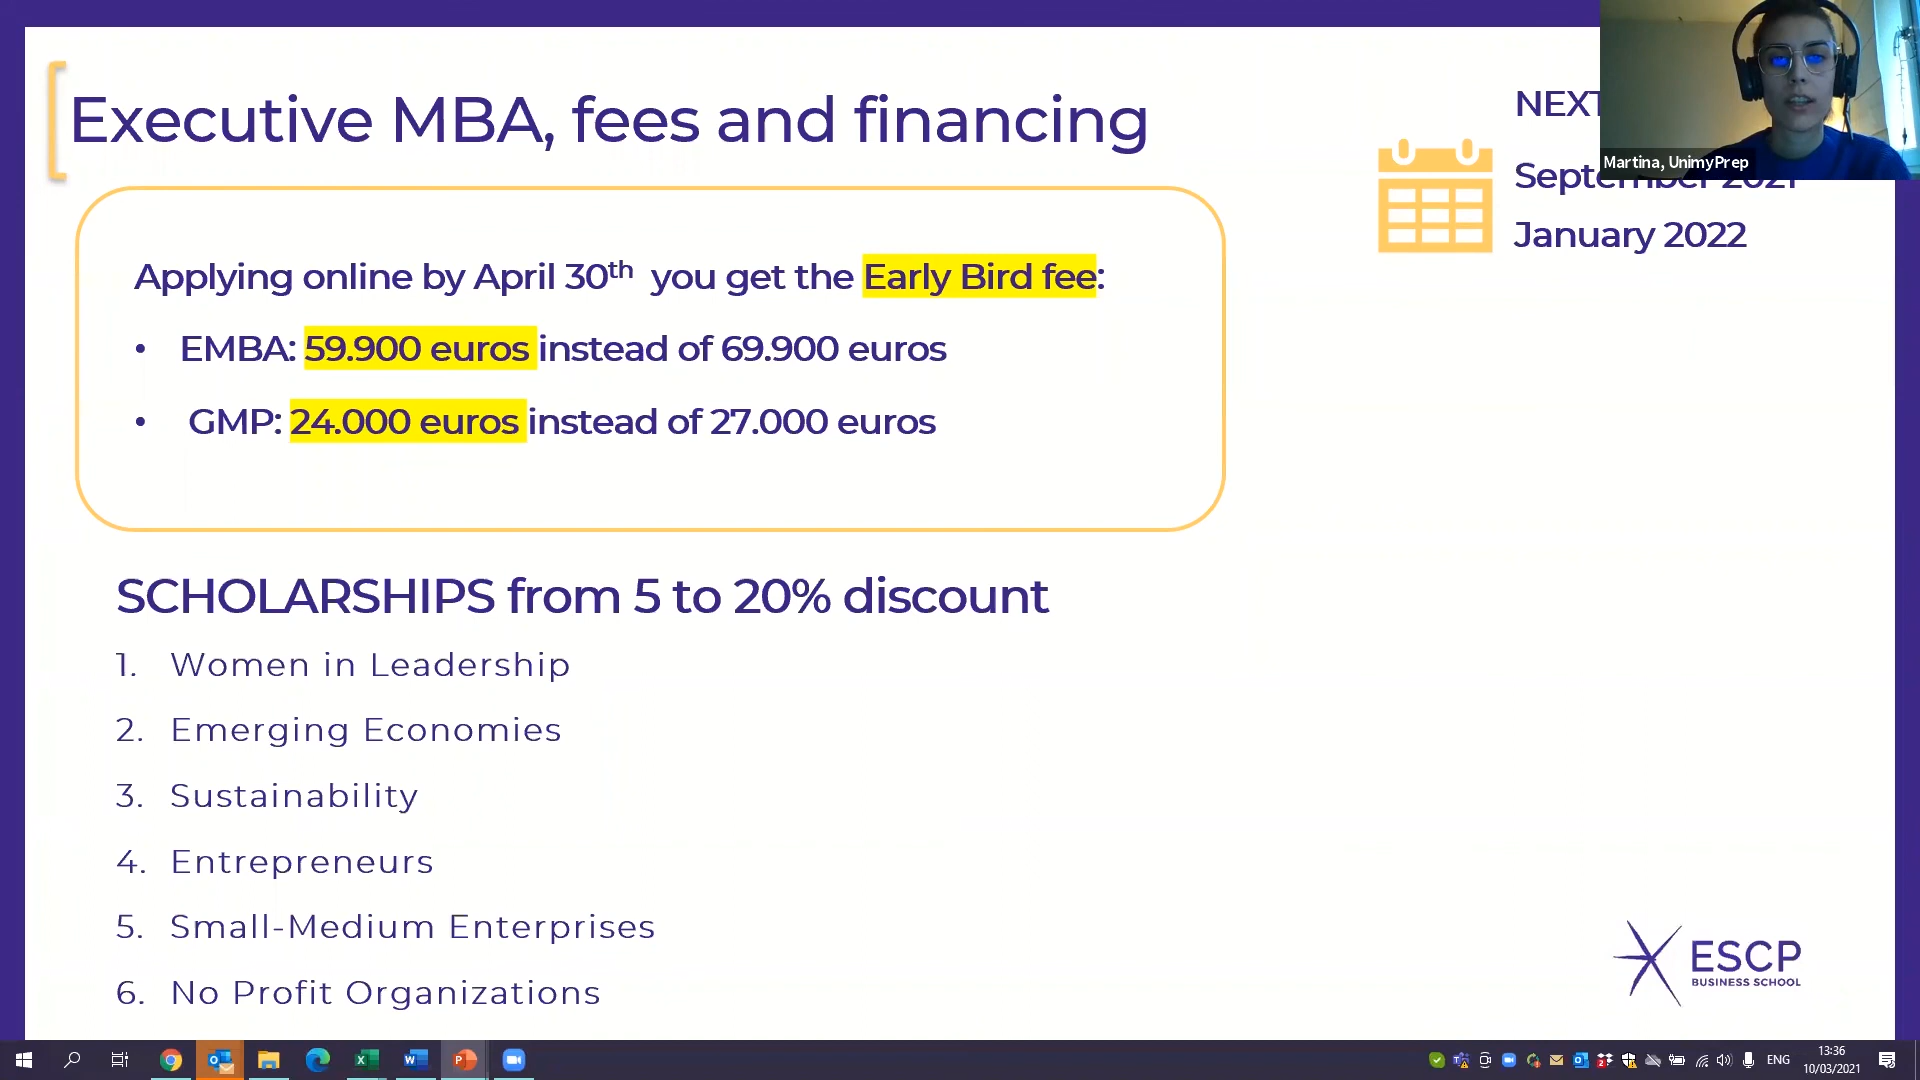 Executive MBA, fees and financing
NEXT
September 2021
January 2022
Martina, UnimyPrep
Applying online by April 30th you get the Early Bird fee:
• EMBA: 59.900 euros instead of 69.900 euros
• GMP: 24.000 euros instead of 27.000 euros
SCHOLARSHIPS from 5 to 20% discount
1. Women in Leadership
2. Emerging Economies
3. Sustainability
4. Entrepreneurs
5. Small-Medium Enterprises
6. No Profit Organizations
ESCP
BUSINESS SCHOOL
ENG
13:36
10/03/2021